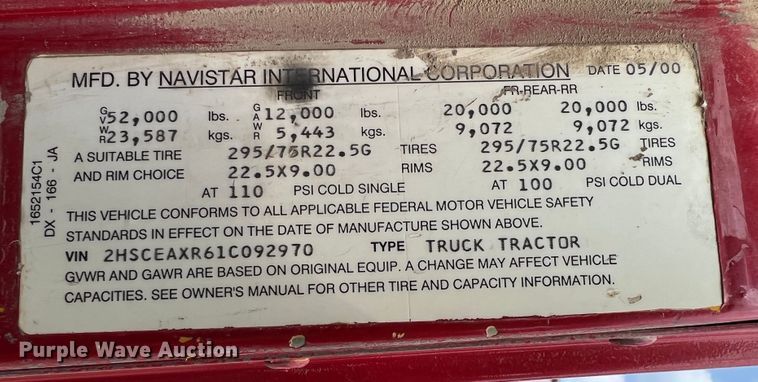 MFD. BY NAVISTAR INTERNATIONAL CORPORATION DATE 05/00
FRONT FR-REAR-RR
GVWR 52,000 lbs. GAWR 12,000 lbs. 20,000 20,000 lbs.
23,587 kgs. 5,443 kgs. 9,072 9,072 kgs.
A SUITABLE TIRE 295/75R22.5G TIRES 295/75R22.5G TIRES
AND RIM CHOICE 22.5X9.00 RIMS 22.5X9.00 RIMS
AT 110 PSI COLD SINGLE AT 100 PSI COLD DUAL
THIS VEHICLE CONFORMS TO ALL APPLICABLE FEDERAL MOTOR VEHICLE SAFETY
STANDARDS IN EFFECT ON THE DATE OF MANUFACTURE SHOWN ABOVE.
VIN 2HSCEAXR61C092970 TYPE TRUCK TRACTOR
GVWR AND GAWR ARE BASED ON ORIGINAL EQUIP. A CHANGE MAY AFFECT VEHICLE
CAPACITIES. SEE OWNER'S MANUAL FOR OTHER TIRE AND CAPACITY INFORMATION.
1652154C1
DX - 166 - JA
Purple Wave Auction